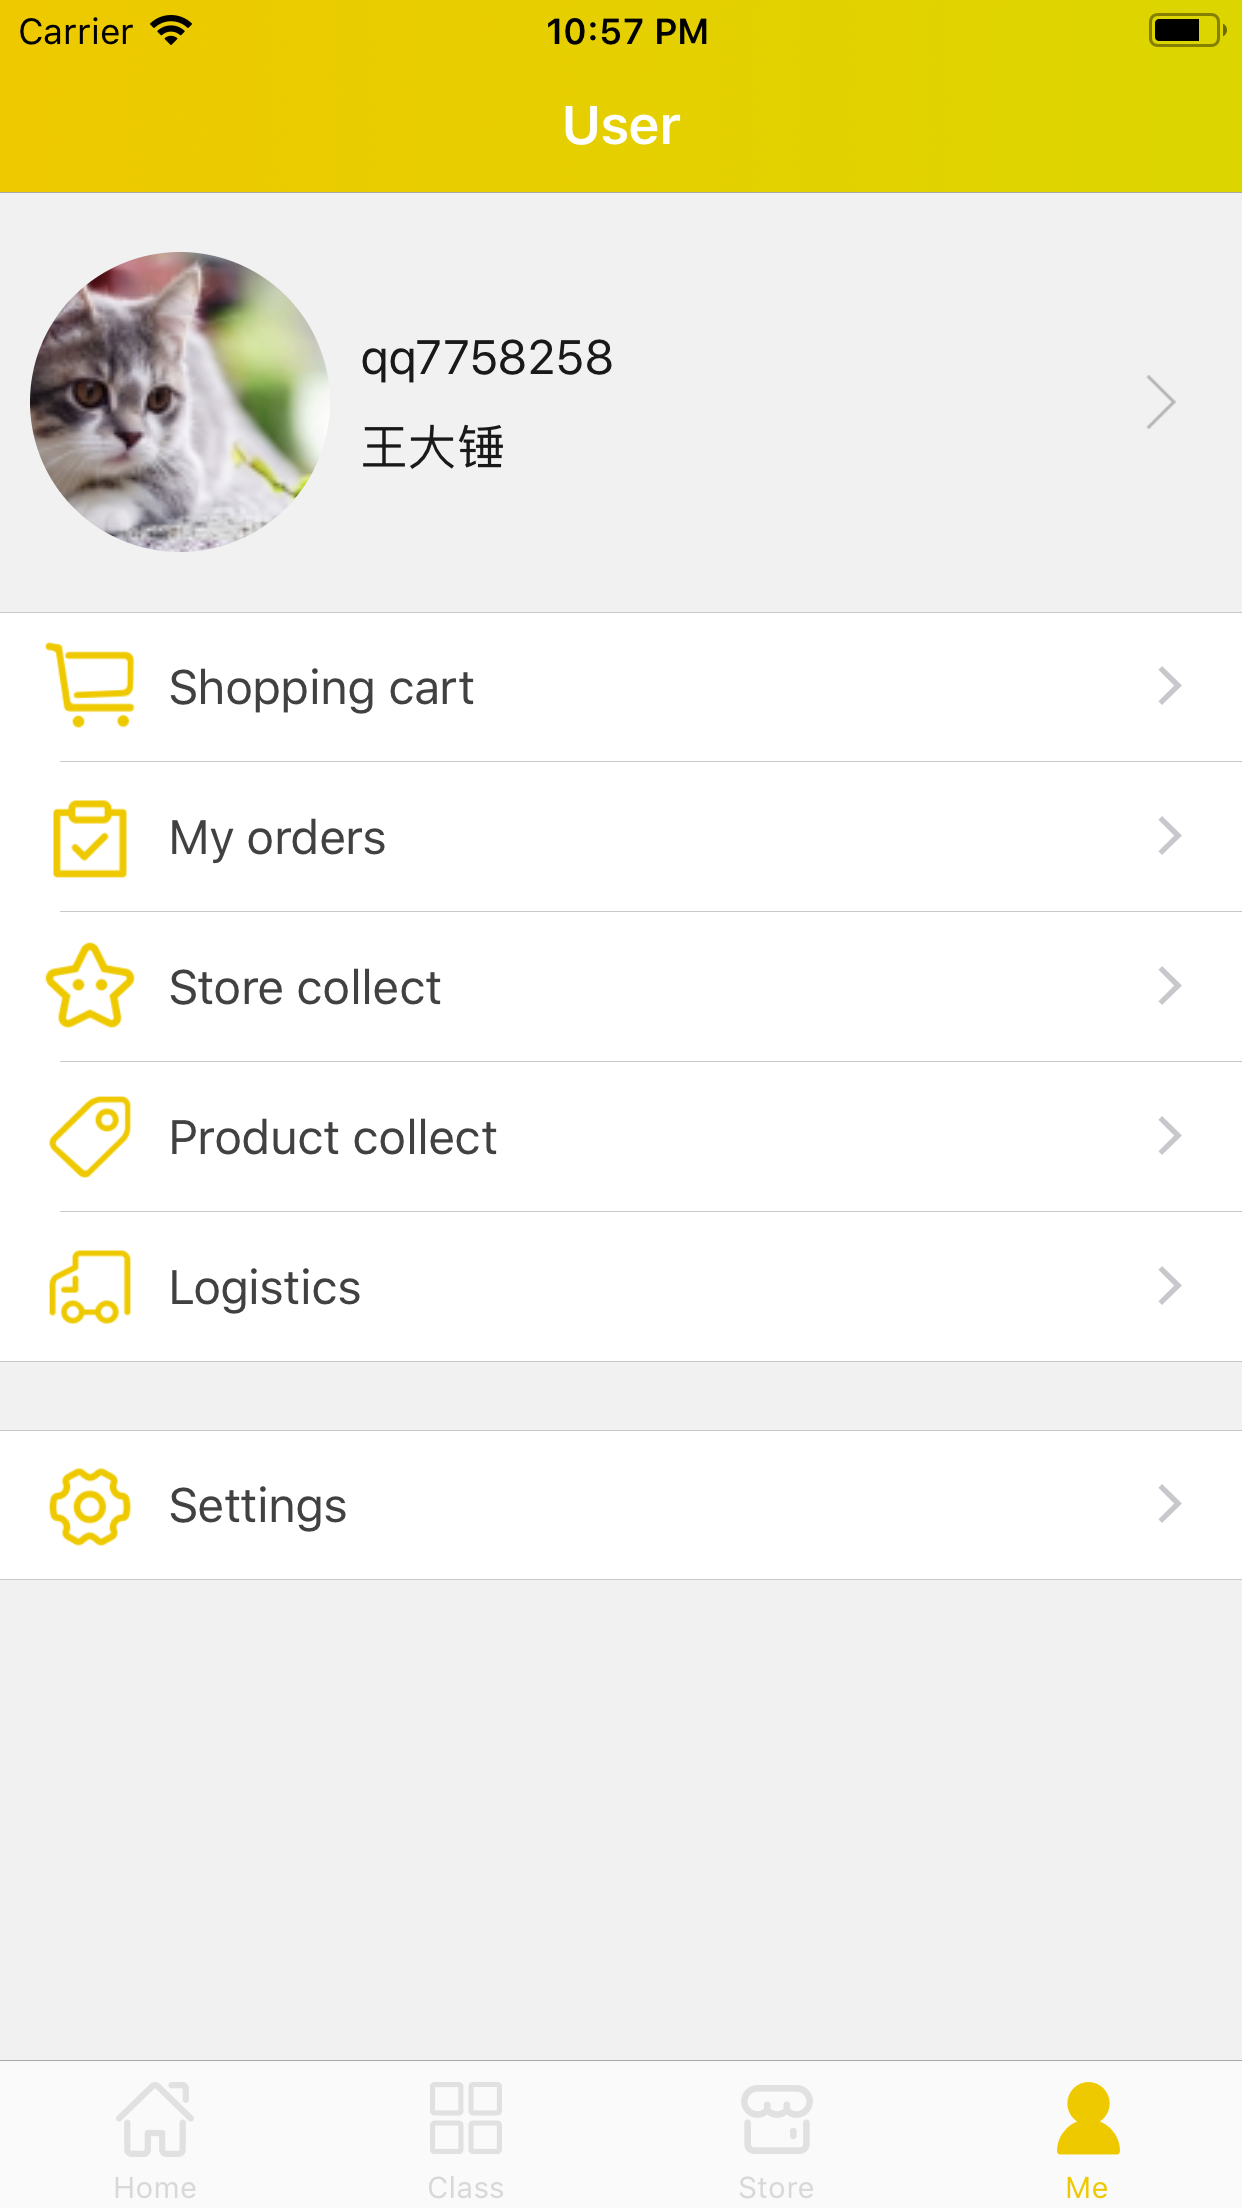 Carrier 10:57 PM
User
qq7758258
王大锤
Shopping cart
My orders
Store collect
Product collect
Logistics
Settings
Home Class Store Me